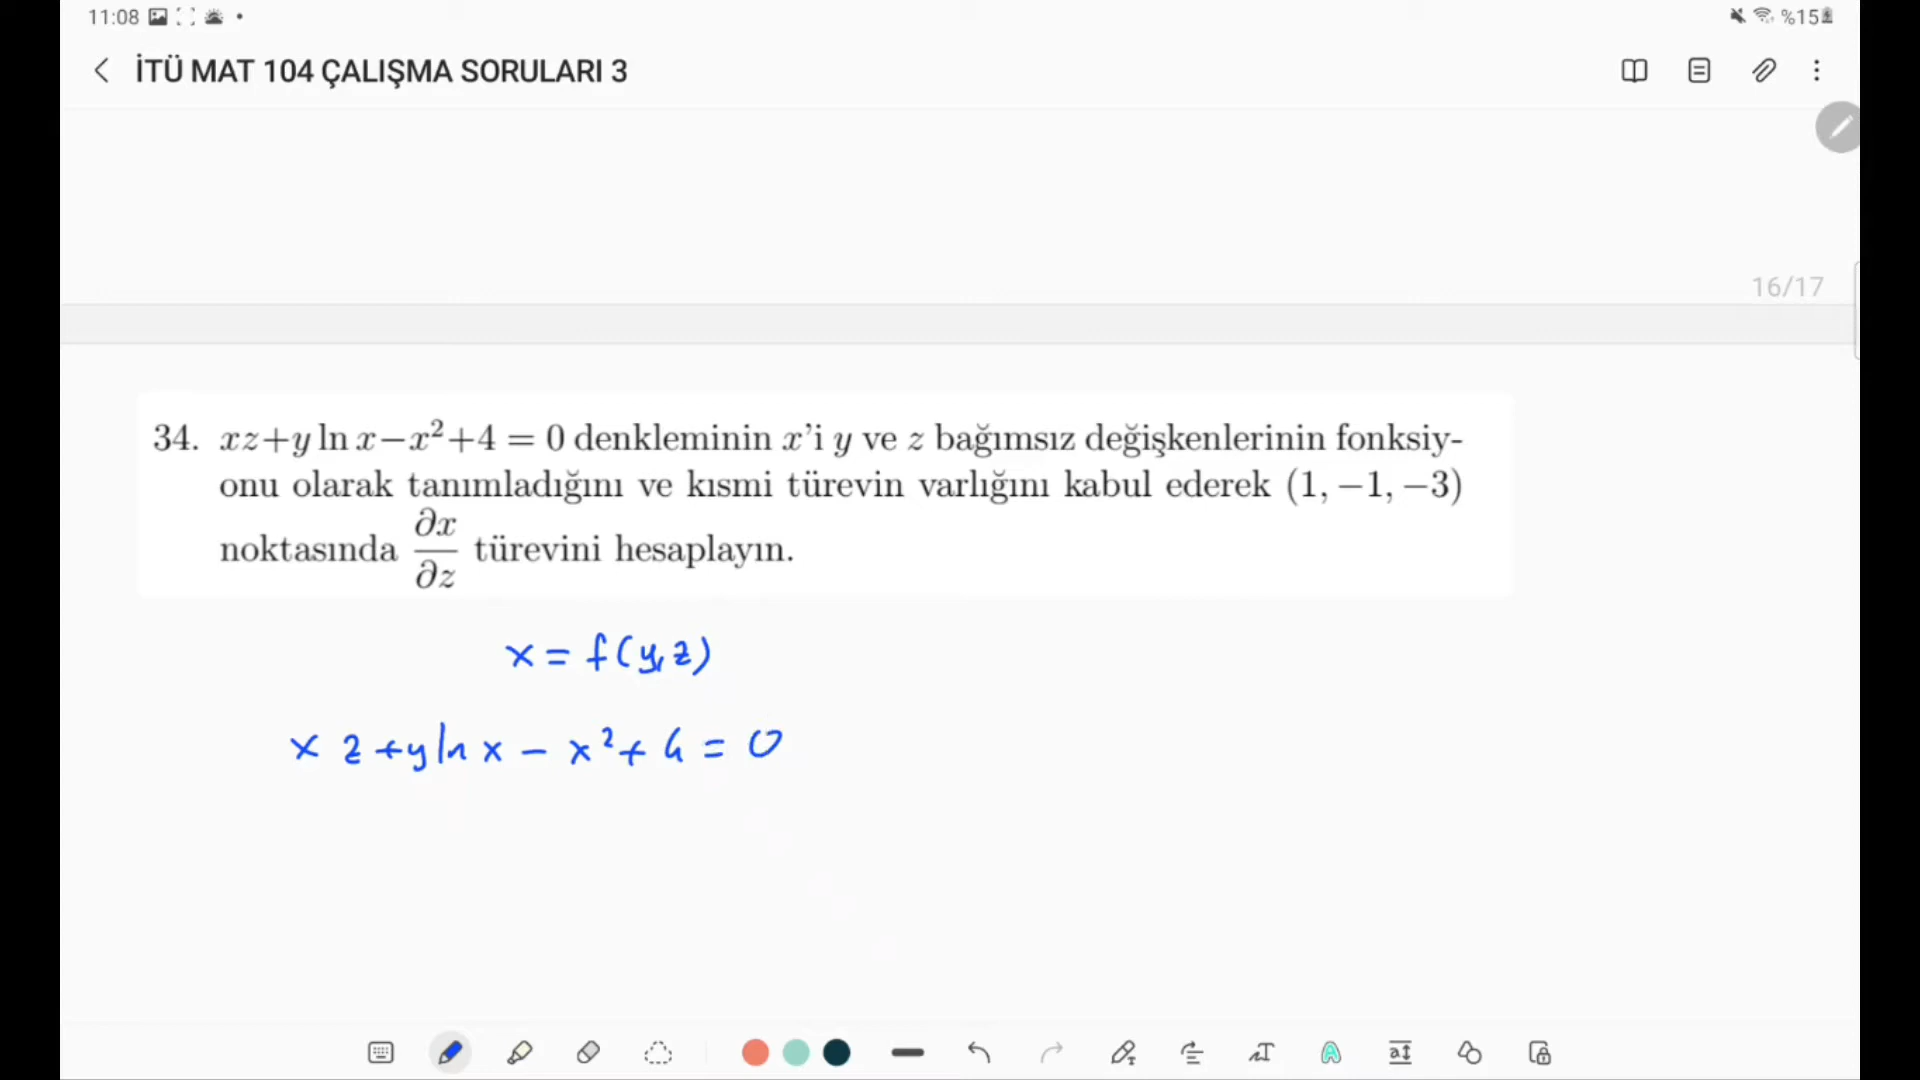 11:08 %15
İTÜ MAT 104 ÇALIŞMA SORULARI 3
16/17
34. xz+y ln x−x²+4 = 0 denkleminin x'i y ve z bağımsız değişkenlerinin fonksiy-
onu olarak tanımladığını ve kısmi türevin varlığını kabul ederek (1, −1, −3)
noktasında ∂x/∂z türevini hesaplayın.
x = f(y,z)
x z + y ln x − x² + 4 = 0